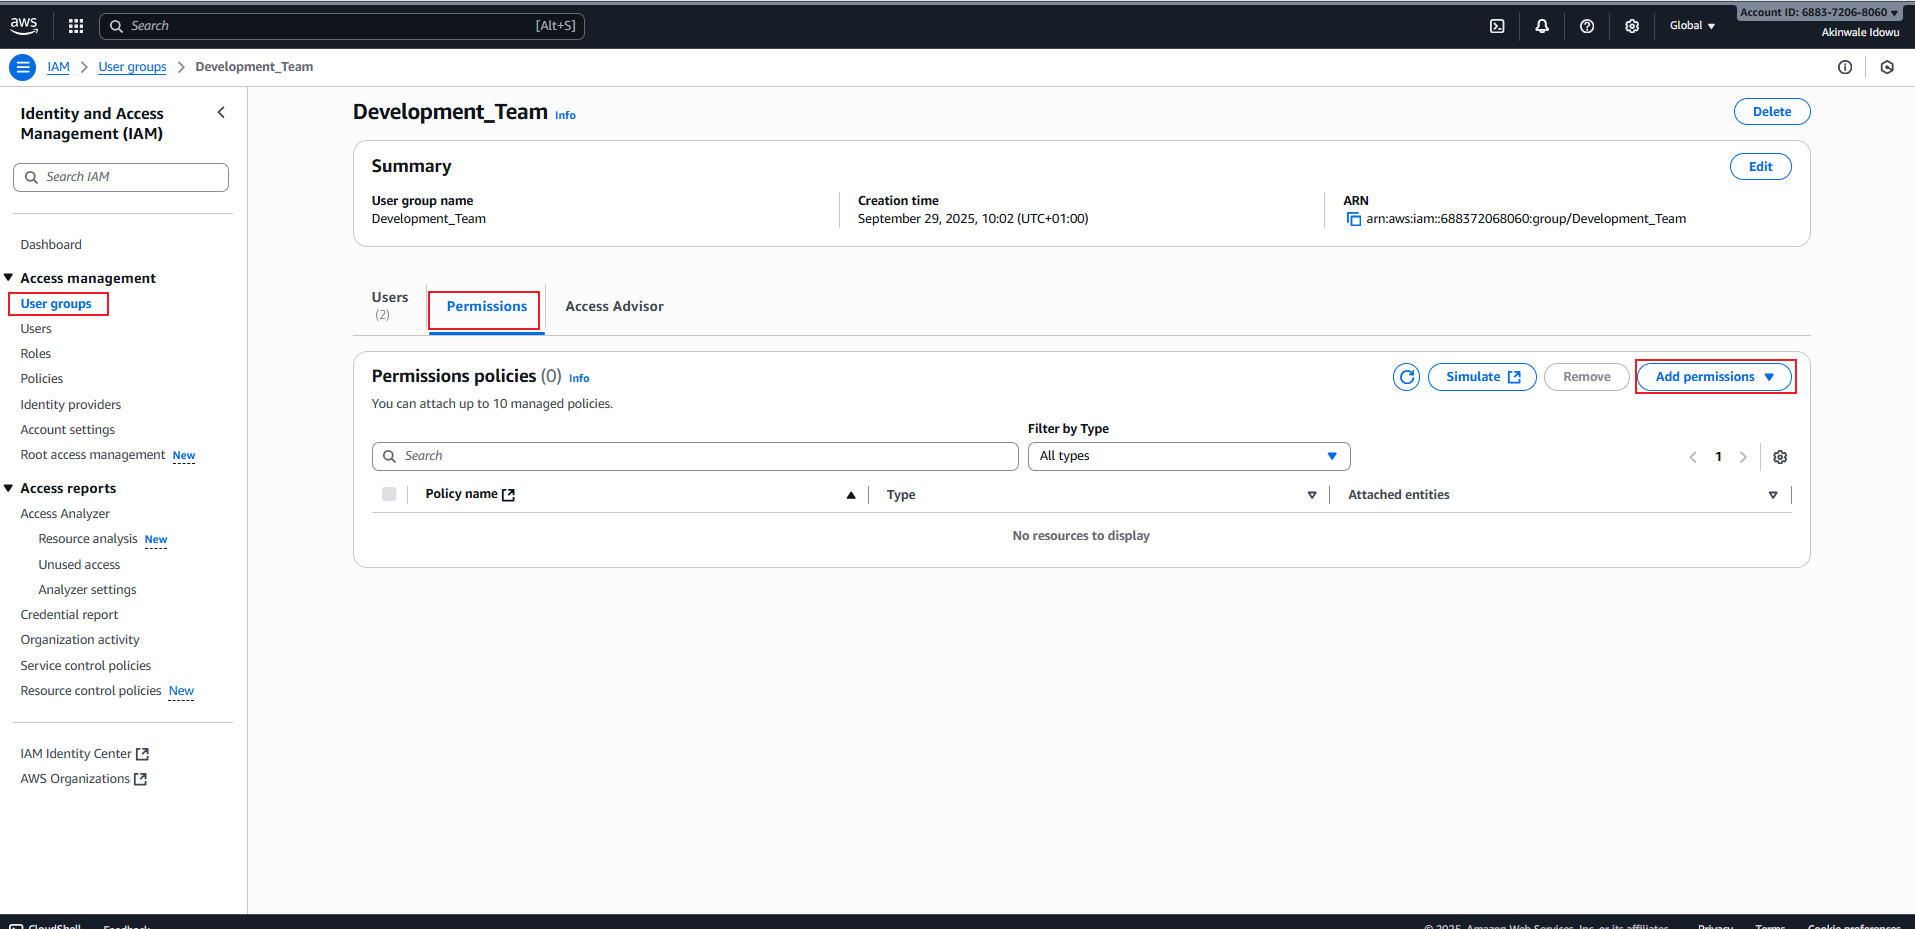 aws
Search [Alt+S]
Global
Account ID: 6883-7206-8060
Akinwale Idowu
IAM
User groups
Development_Team
Identity and Access
Management (IAM)
Search IAM
Dashboard
Access management
User groups
Users
Roles
Policies
Identity providers
Account settings
Root access management New
Access reports
Access Analyzer
Resource analysis New
Unused access
Analyzer settings
Credential report
Organization activity
Service control policies
Resource control policies New
IAM Identity Center
AWS Organizations
Development_Team Info
Delete
Summary
Edit
User group name
Development_Team
Creation time
September 29, 2025, 10:02 (UTC+01:00)
ARN
arn:aws:iam::688372068060:group/Development_Team
Users
(2)
Permissions
Access Advisor
Permissions policies (0) Info
You can attach up to 10 managed policies.
Simulate
Remove
Add permissions
Search
Filter by Type
All types
1
Policy name
Type
Attached entities
No resources to display
CloudShell
Feedback
© 2025, Amazon Web Services, Inc. or its affiliates.
Privacy
Terms
Cookie preferences